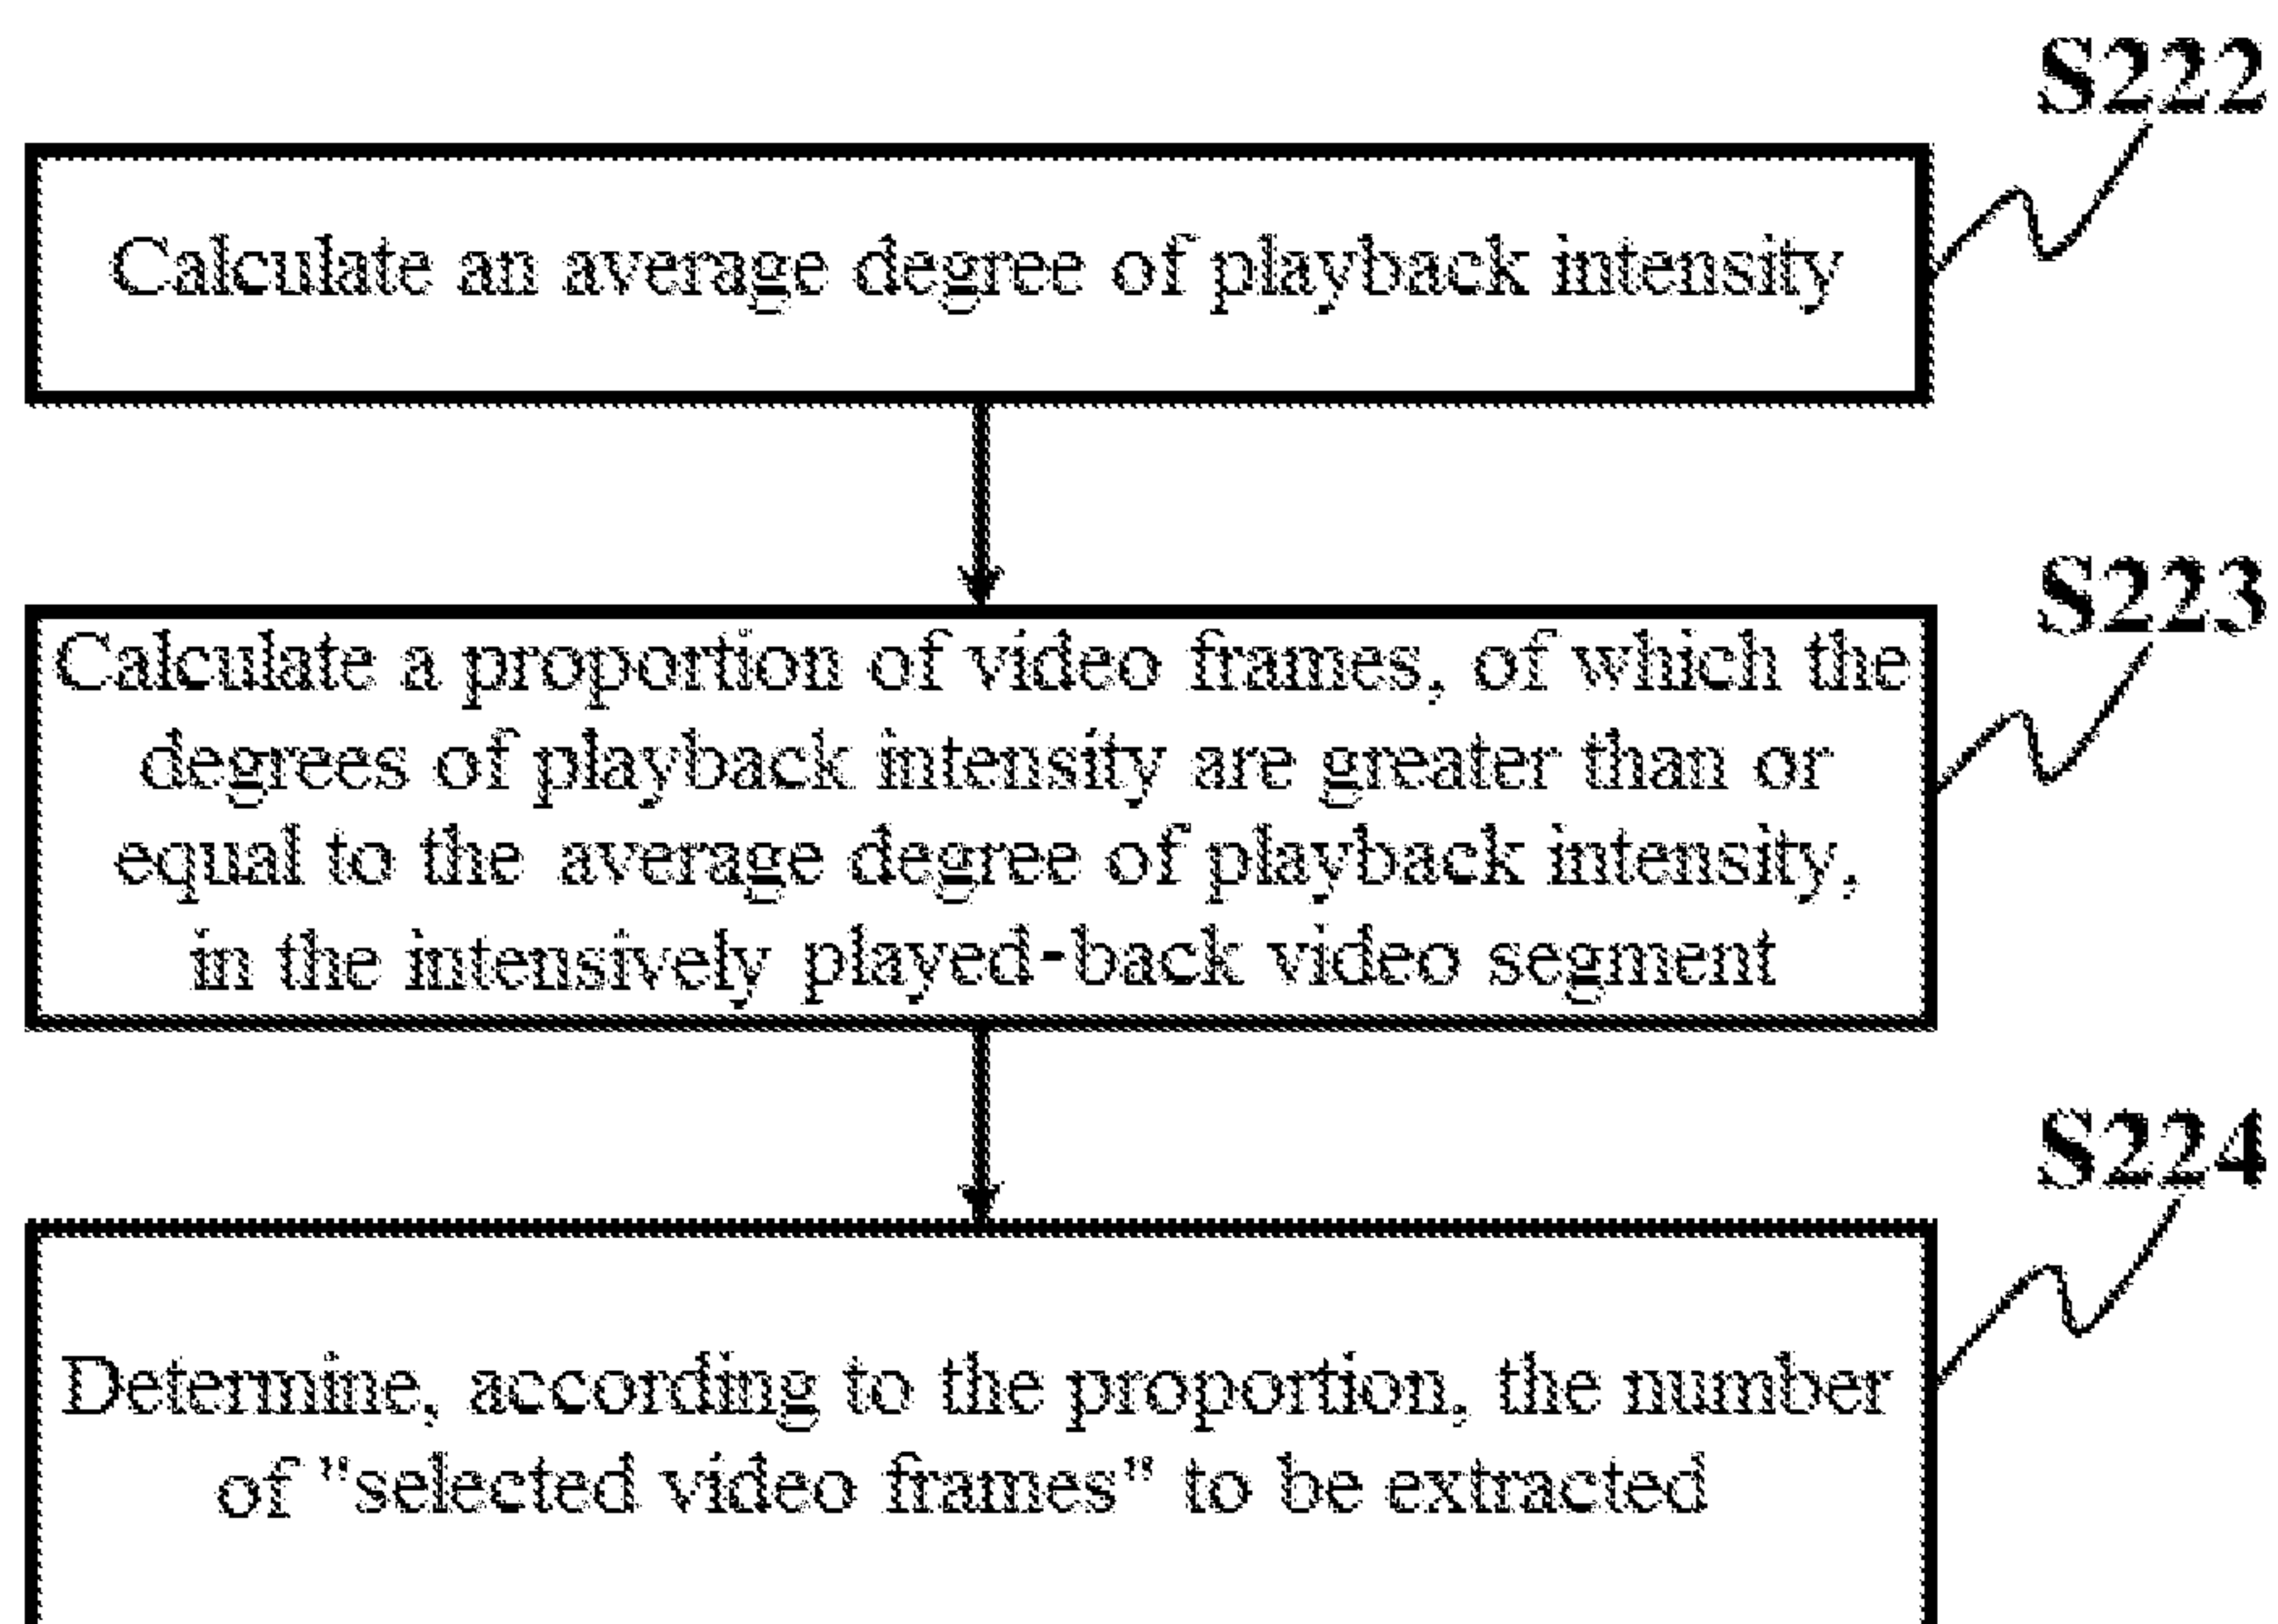 S222
Calculate an average degree of playback intensity
S223
Calculate a proportion of video frames, of which the
degrees of playback intensity are greater than or
equal to the average degree of playback intensity,
in the intensively played-back video segment
S224
Determine, according to the proportion, the number
of "selected video frames" to be extracted